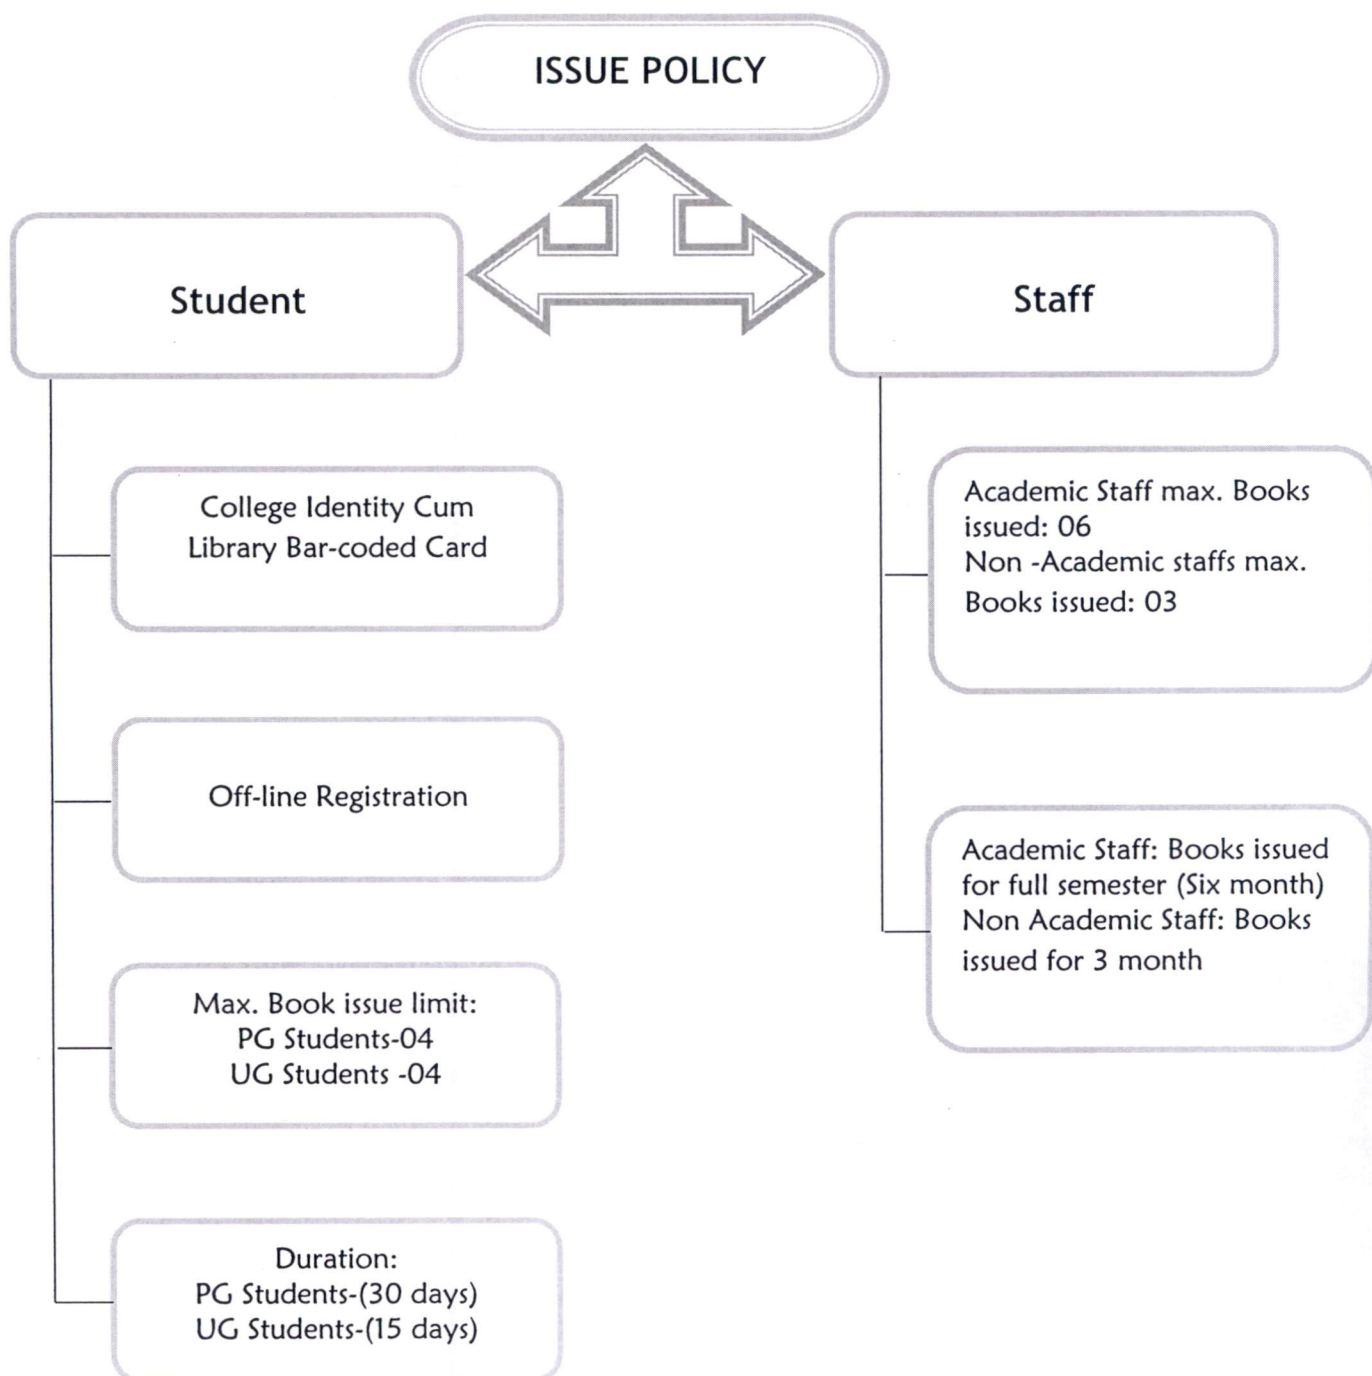 ISSUE POLICY
Student
Staff
College Identity Cum
Library Bar-coded Card
Off-line Registration
Max. Book issue limit:
PG Students-04
UG Students -04
Duration:
PG Students-(30 days)
UG Students-(15 days)
Academic Staff max. Books
issued: 06
Non -Academic staffs max.
Books issued: 03
Academic Staff: Books issued
for full semester (Six month)
Non Academic Staff: Books
issued for 3 month